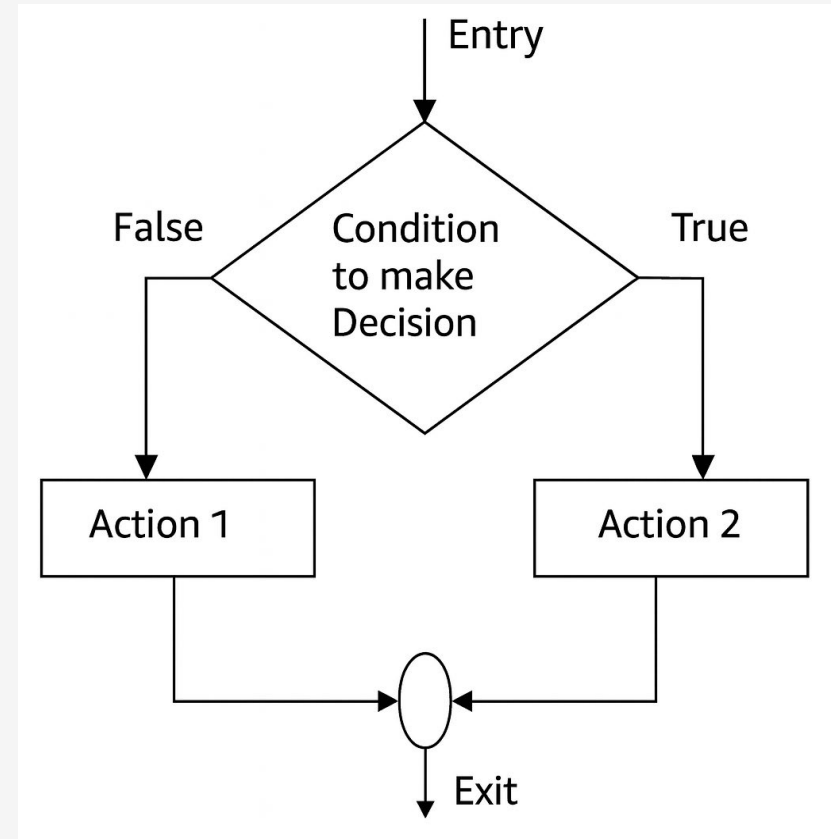 Entry
False
Condition
to make
Decision
True
Action 1
Action 2
Exit